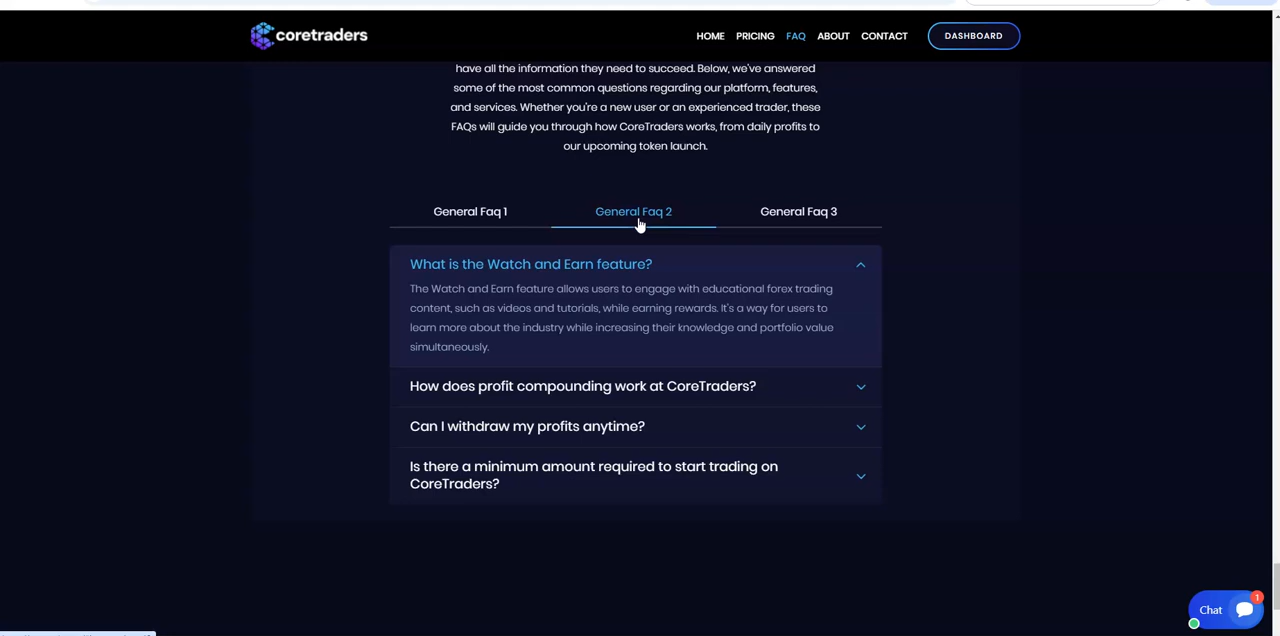 coretraders
HOME PRICING FAQ ABOUT CONTACT DASHBOARD
have all the information they need to succeed. Below, we've answered
some of the most common questions regarding our platform, features,
and services. Whether you're a new user or an experienced trader, these
FAQs will guide you through how CoreTraders works, from daily profits to
our upcoming token launch.
General Faq 1 General Faq 2 General Faq 3
What is the Watch and Earn feature?
The Watch and Earn feature allows users to engage with educational forex trading
content, such as videos and tutorials, while earning rewards. It's a way for users to
learn more about the industry while increasing their knowledge and portfolio value
simultaneously.
How does profit compounding work at CoreTraders?
Can I withdraw my profits anytime?
Is there a minimum amount required to start trading on
CoreTraders?
Chat 1